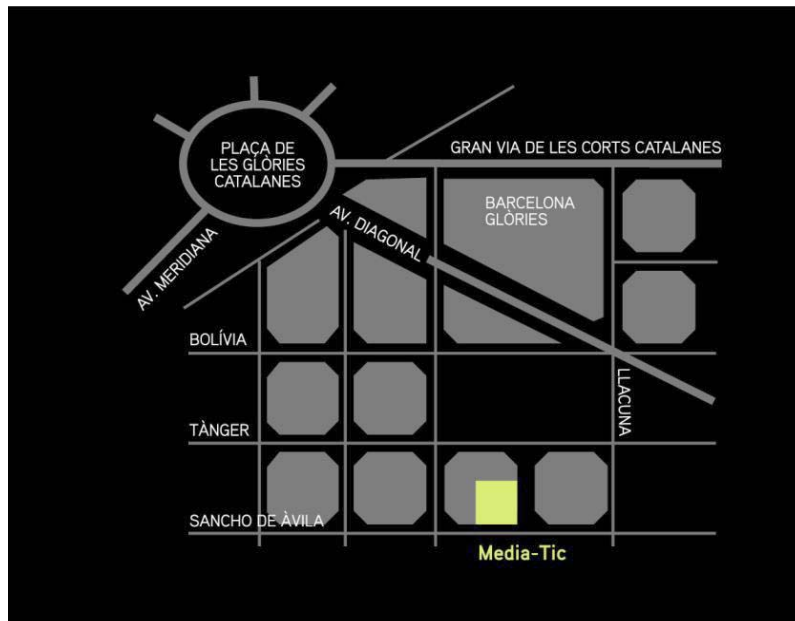 PLAÇA DE
LES GLÒRIES
CATALANES
GRAN VIA DE LES CORTS CATALANES
BARCELONA
GLÒRIES
AV. DIAGONAL
AV. MERIDIANA
BOLÍVIA
LLACUNA
TÀNGER
SANCHO DE ÀVILA
Media-Tic